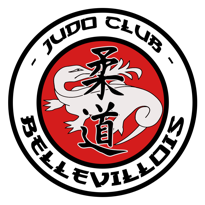 - JUDO CLUB -
柔道
BELLEVILLOIS